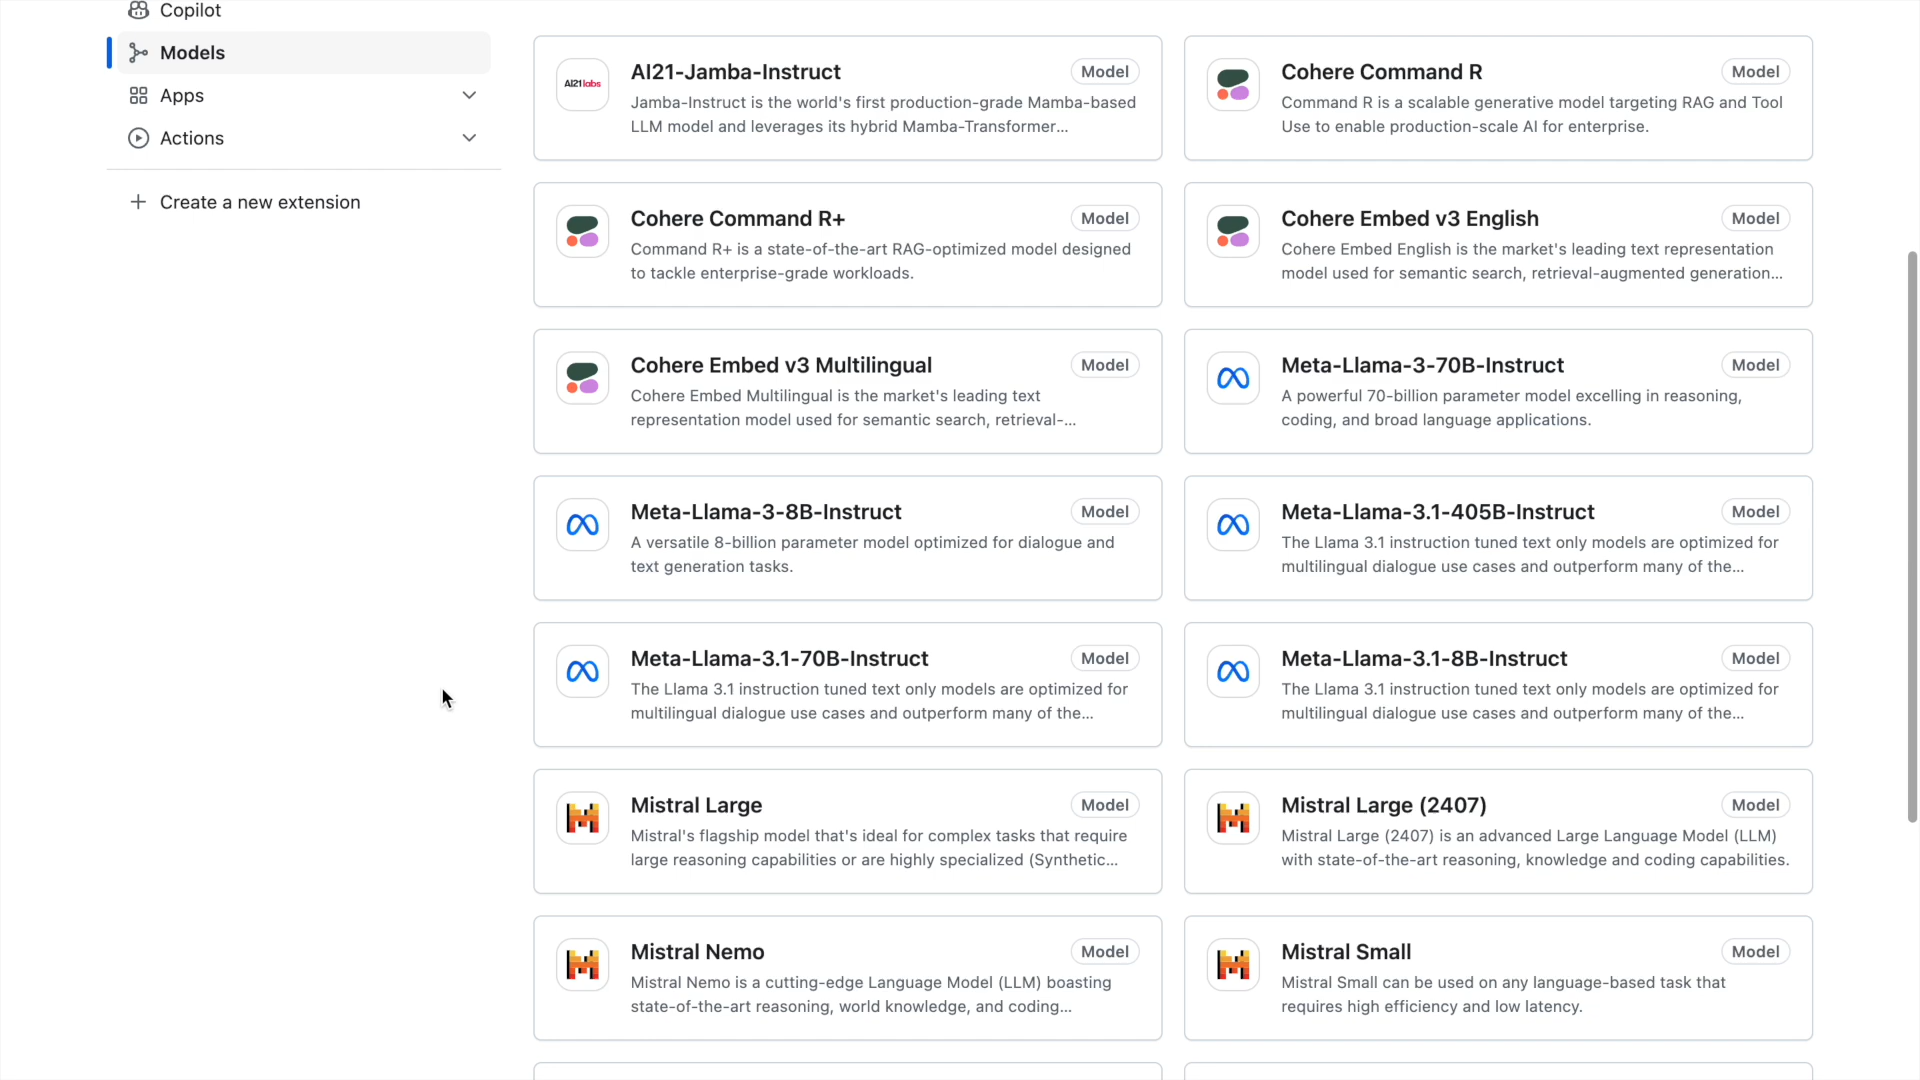 Copilot
Models
Apps
Actions
Create a new extension
AI21 labs
AI21-Jamba-Instruct
Model
Jamba-Instruct is the world's first production-grade Mamba-based
LLM model and leverages its hybrid Mamba-Transformer...
Cohere Command R
Model
Command R is a scalable generative model targeting RAG and Tool
Use to enable production-scale AI for enterprise.
Cohere Command R+
Model
Command R+ is a state-of-the-art RAG-optimized model designed
to tackle enterprise-grade workloads.
Cohere Embed v3 English
Model
Cohere Embed English is the market's leading text representation
model used for semantic search, retrieval-augmented generation...
Cohere Embed v3 Multilingual
Model
Cohere Embed Multilingual is the market's leading text
representation model used for semantic search, retrieval-...
Meta-Llama-3-70B-Instruct
Model
A powerful 70-billion parameter model excelling in reasoning,
coding, and broad language applications.
Meta-Llama-3-8B-Instruct
Model
A versatile 8-billion parameter model optimized for dialogue and
text generation tasks.
Meta-Llama-3.1-405B-Instruct
Model
The Llama 3.1 instruction tuned text only models are optimized for
multilingual dialogue use cases and outperform many of the...
Meta-Llama-3.1-70B-Instruct
Model
The Llama 3.1 instruction tuned text only models are optimized for
multilingual dialogue use cases and outperform many of the...
Meta-Llama-3.1-8B-Instruct
Model
The Llama 3.1 instruction tuned text only models are optimized for
multilingual dialogue use cases and outperform many of the...
Mistral Large
Model
Mistral's flagship model that's ideal for complex tasks that require
large reasoning capabilities or are highly specialized (Synthetic...
Mistral Large (2407)
Model
Mistral Large (2407) is an advanced Large Language Model (LLM)
with state-of-the-art reasoning, knowledge and coding capabilities.
Mistral Nemo
Model
Mistral Nemo is a cutting-edge Language Model (LLM) boasting
state-of-the-art reasoning, world knowledge, and coding...
Mistral Small
Model
Mistral Small can be used on any language-based task that
requires high efficiency and low latency.